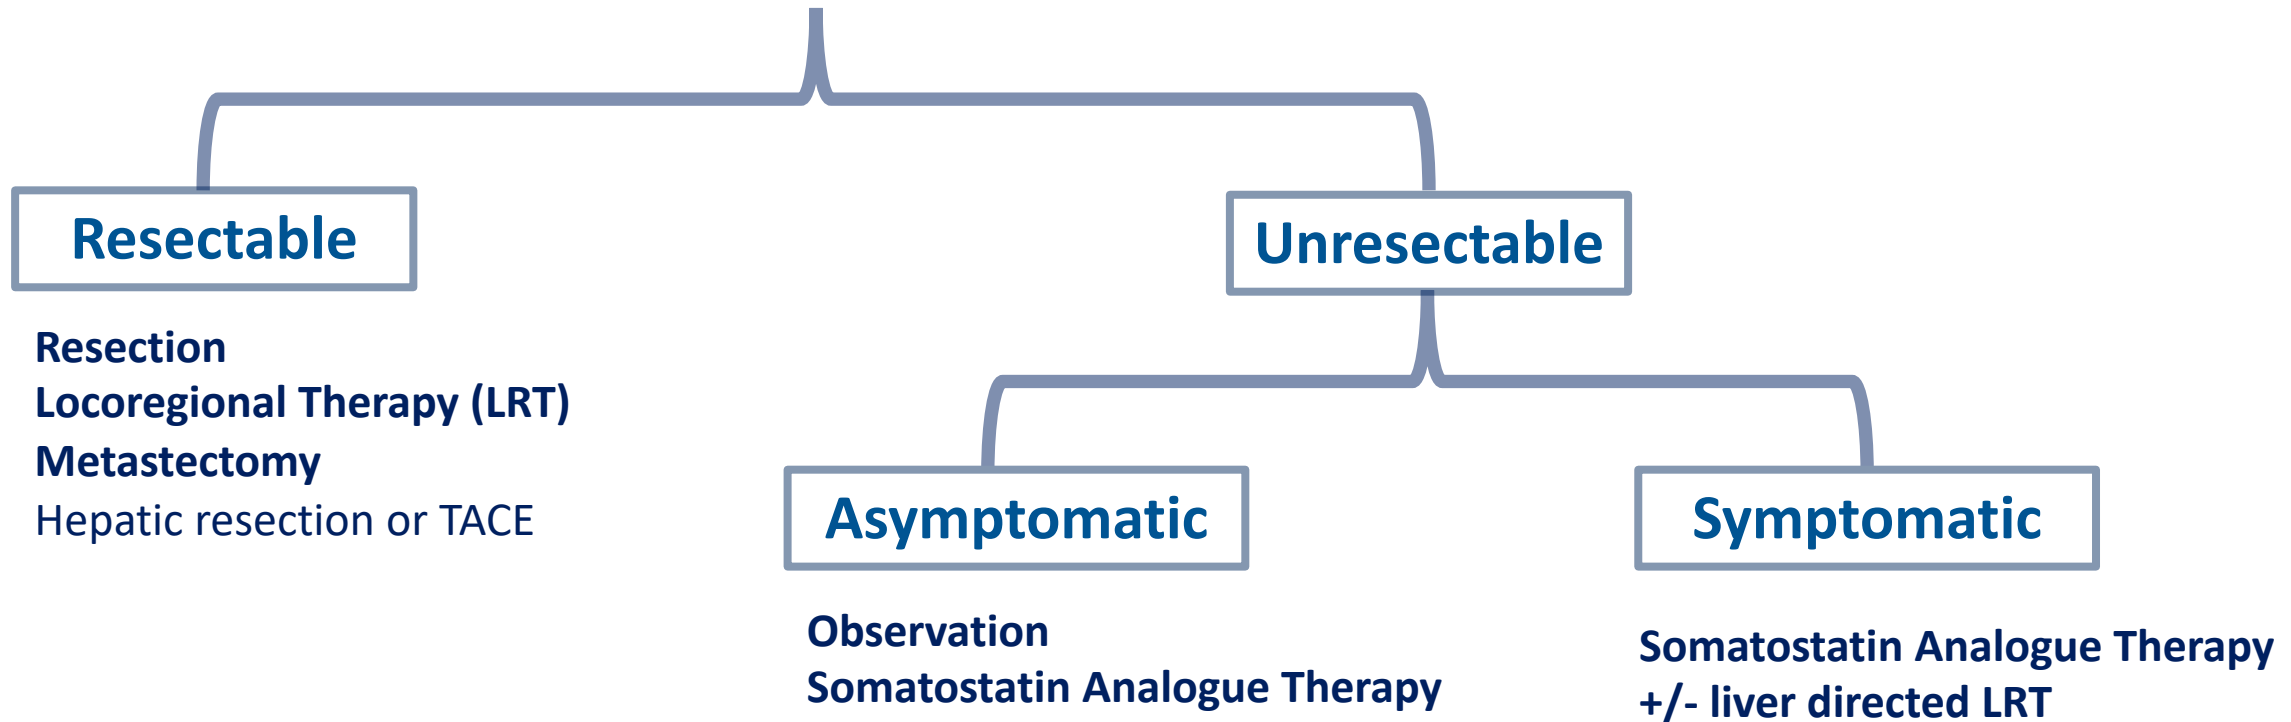 Resectable
Unresectable
Resection
Locoregional Therapy (LRT)
Metastectomy
Hepatic resection or TACE
Asymptomatic
Symptomatic
Observation
Somatostatin Analogue Therapy
Somatostatin Analogue Therapy
+/- liver directed LRT